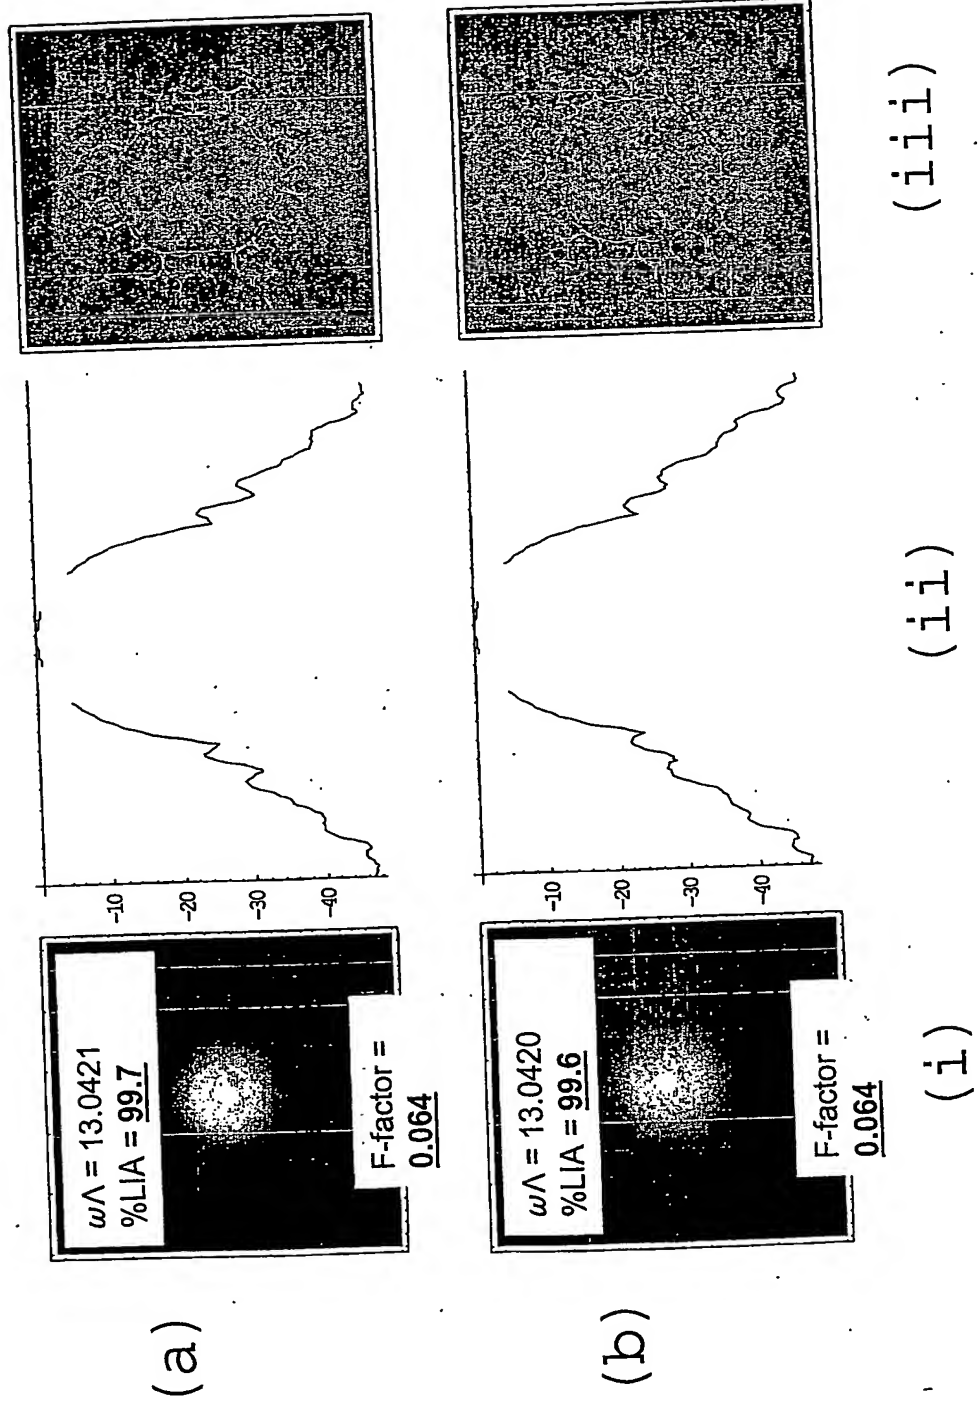 (a)
ωΛ = 13.0421
%LIA = 99.7
F-factor =
0.064
-10
-20
-30
-40
(b)
ωΛ = 13.0420
%LIA = 99.6
F-factor =
0.064
-10
-20
-30
-40
(i)
(ii)
(iii)